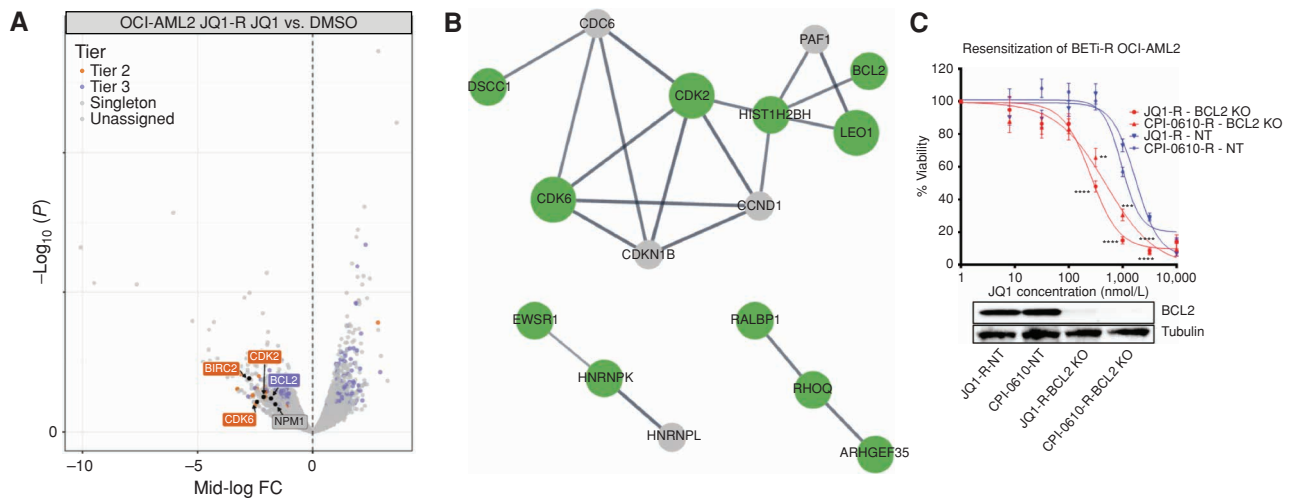 A
OCI-AML2 JQ1-R JQ1 vs. DMSO
Tier
Tier 2
Tier 3
Singleton
Unassigned
–Log10 (P)
0
BIRC2
CDK2
BCL2
CDK6
NPM1
–10
–5
0
Mid-log FC
B
CDC6
PAF1
DSCC1
BCL2
CDK2
HIST1H2BH
LEO1
CDK6
CCND1
CDKN1B
EWSR1
RALBP1
HNRNPK
RHOQ
HNRNPL
ARHGEF35
C
Resensitization of BETi-R OCI-AML2
% Viability
120
100
80
60
40
20
0
JQ1-R - BCL2 KO
CPI-0610-R - BCL2 KO
JQ1-R - NT
CPI-0610-R - NT
**
****
***
****
****
****
1
10
100
1,000
10,000
JQ1 concentration (nmol/L)
BCL2
Tubulin
JQ1-R-NT
CPI-0610-NT
JQ1-R-BCL2 KO
CPI-0610-R-BCL2 KO